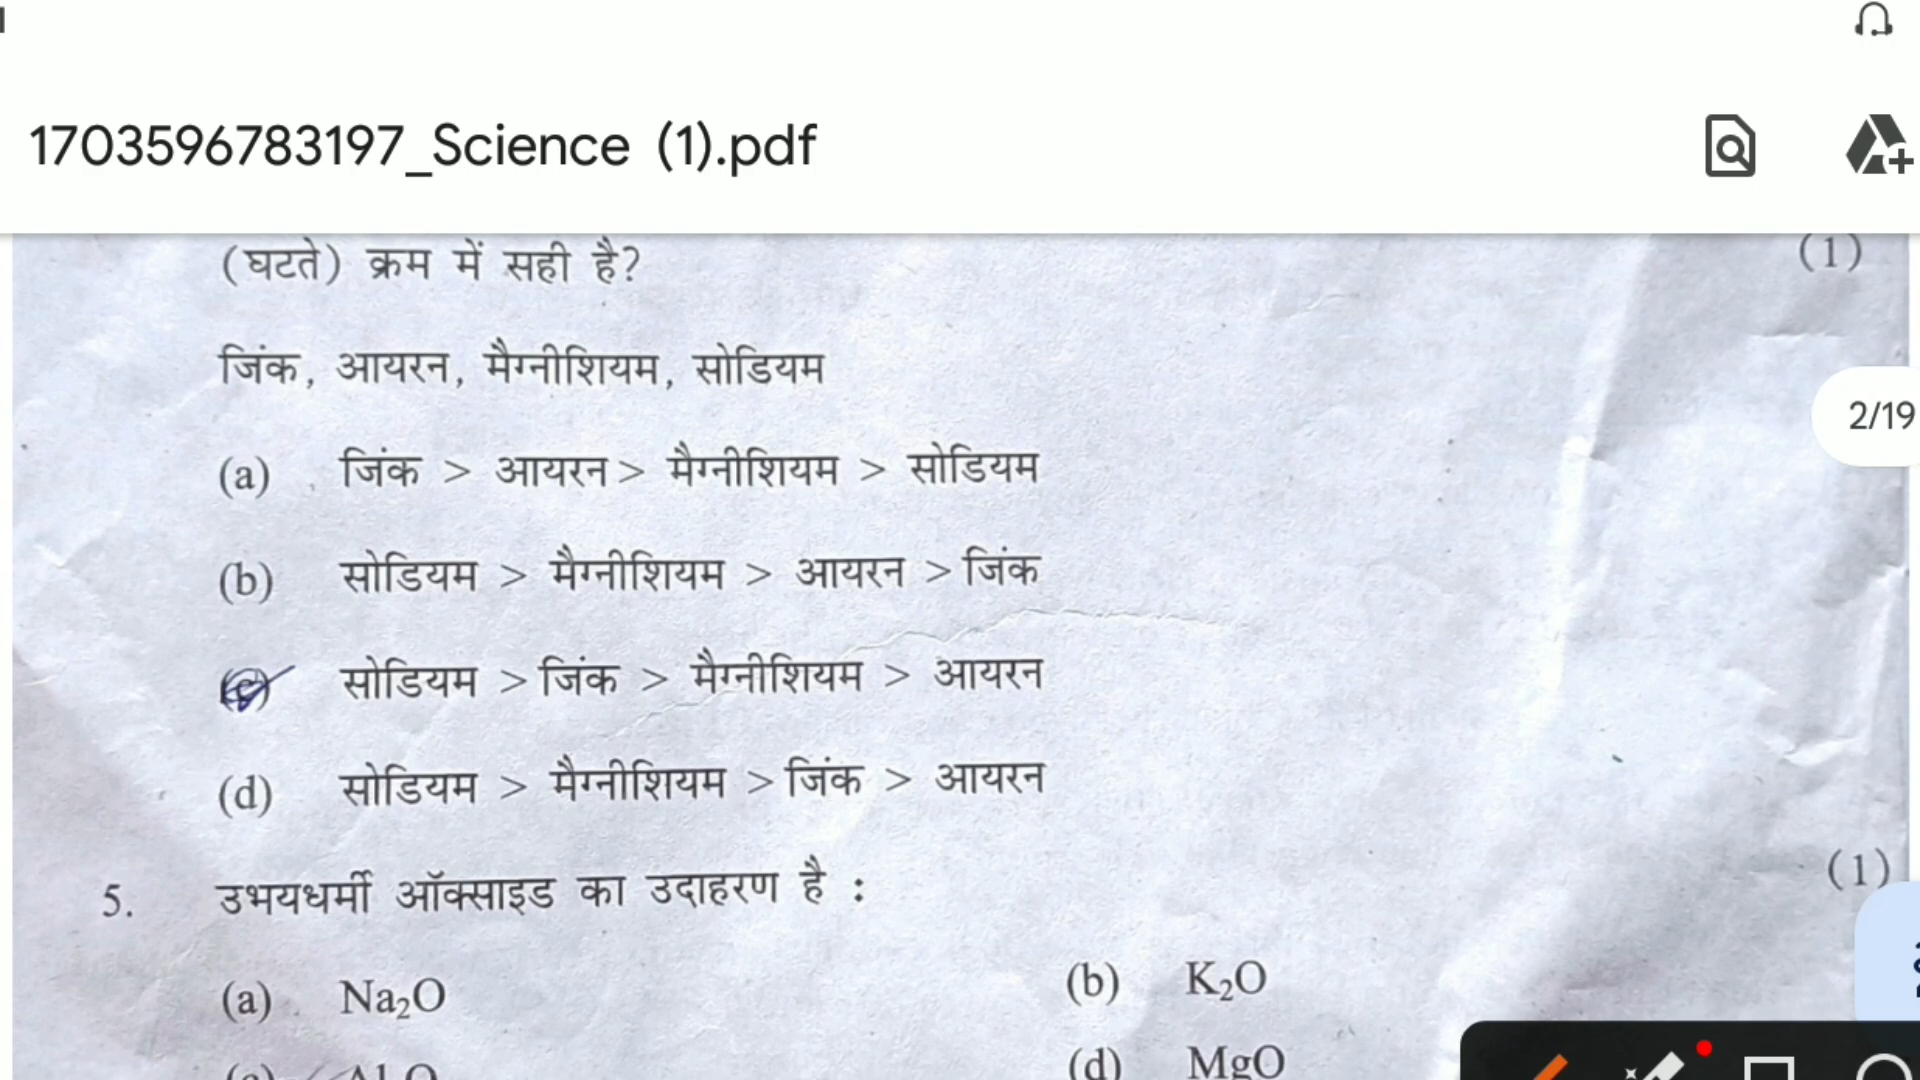 1703596783197_Science (1).pdf
(घटते) क्रम में सही है? (1)
जिंक, आयरन, मैग्नीशियम, सोडियम
2/19
(a) जिंक > आयरन > मैग्नीशियम > सोडियम
(b) सोडियम > मैग्नीशियम > आयरन > जिंक
(c) सोडियम > जिंक > मैग्नीशियम > आयरन
(d) सोडियम > मैग्नीशियम > जिंक > आयरन
5. उभयधर्मी ऑक्साइड का उदाहरण है : (1)
(a) Na₂O (b) K₂O
(d) MgO